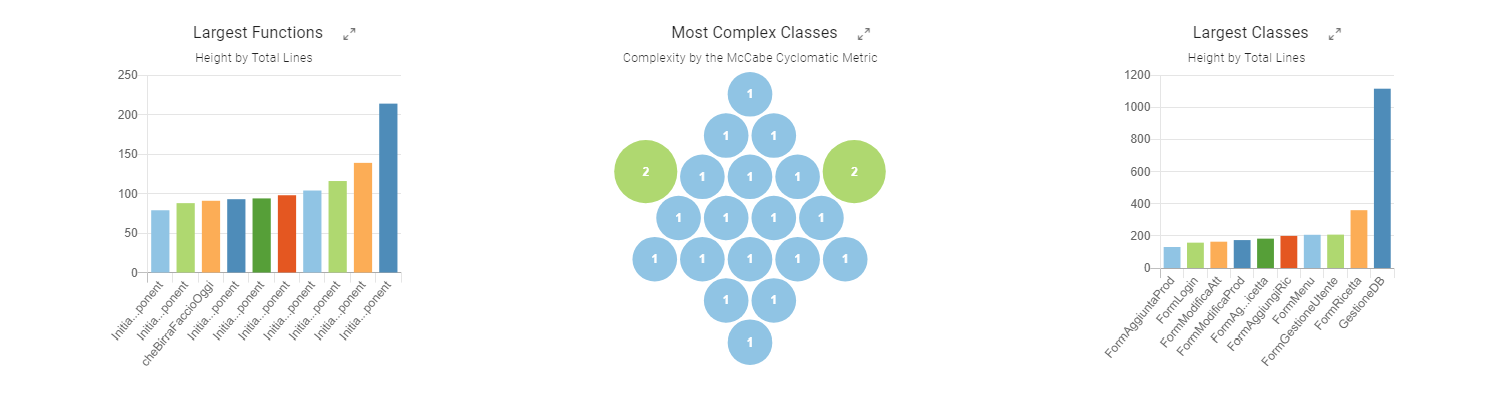 Largest Functions
Height by Total Lines
250
200
150
100
50
0
Initia...ponent
Initia...ponent
cheBirraFaccioOggi
Initia...ponent
Initia...ponent
Initia...ponent
Initia...ponent
Initia...ponent
Initia...ponent
Initia...ponent
Most Complex Classes
Complexity by the McCabe Cyclomatic Metric
1
1 1
2 1 1 1 2
1 1 1 1
1 1 1 1 1
1 1
1
Largest Classes
Height by Total Lines
1200
1000
800
600
400
200
0
FormAggiuntaProd
FormLogin
FormModificaAtt
FormModificaProd
FormAg...icetta
FormAggiungiRic
FormMenu
FormGestioneUtente
FormRicetta
GestioneDB